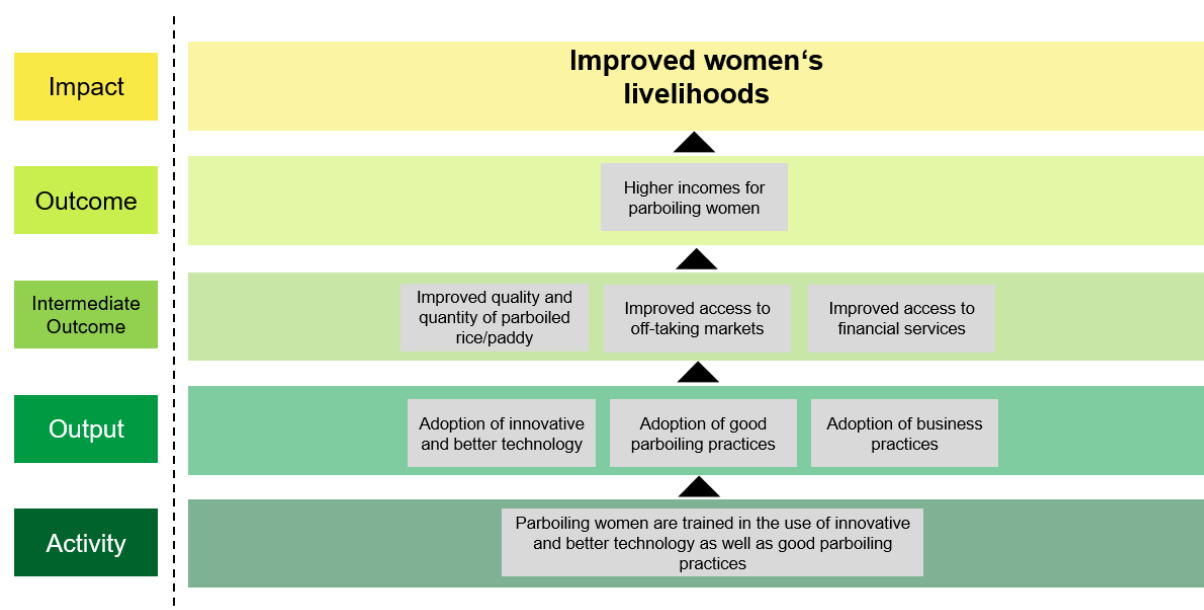 Impact
Improved women‘s
livelihoods
Outcome
Higher incomes for
parboiling women
Intermediate
Outcome
Improved quality and
quantity of parboiled
rice/paddy
Improved access to
off-taking markets
Improved access to
financial services
Output
Adoption of innovative
and better technology
Adoption of good
parboiling practices
Adoption of business
practices
Activity
Parboiling women are trained in the use of innovative
and better technology as well as good parboiling
practices